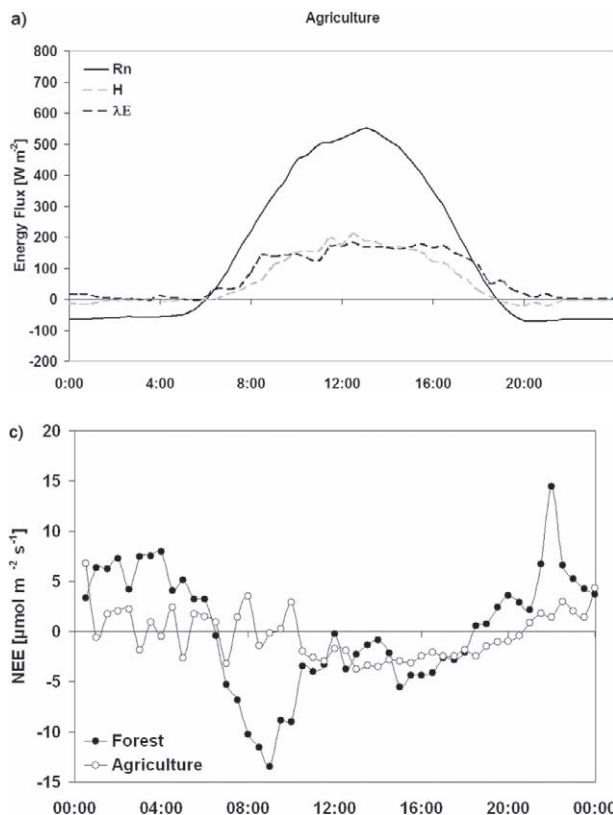 a)
Agriculture
800
700
600
500
400
300
200
100
0
-100
-200
Energy Flux [W m⁻²]
Rn
H
λE
0:00 4:00 8:00 12:00 16:00 20:00
c)
20
15
10
5
0
-5
-10
-15
NEE [µmol m ⁻² s⁻¹]
Forest
Agriculture
00:00 04:00 08:00 12:00 16:00 20:00 00:00